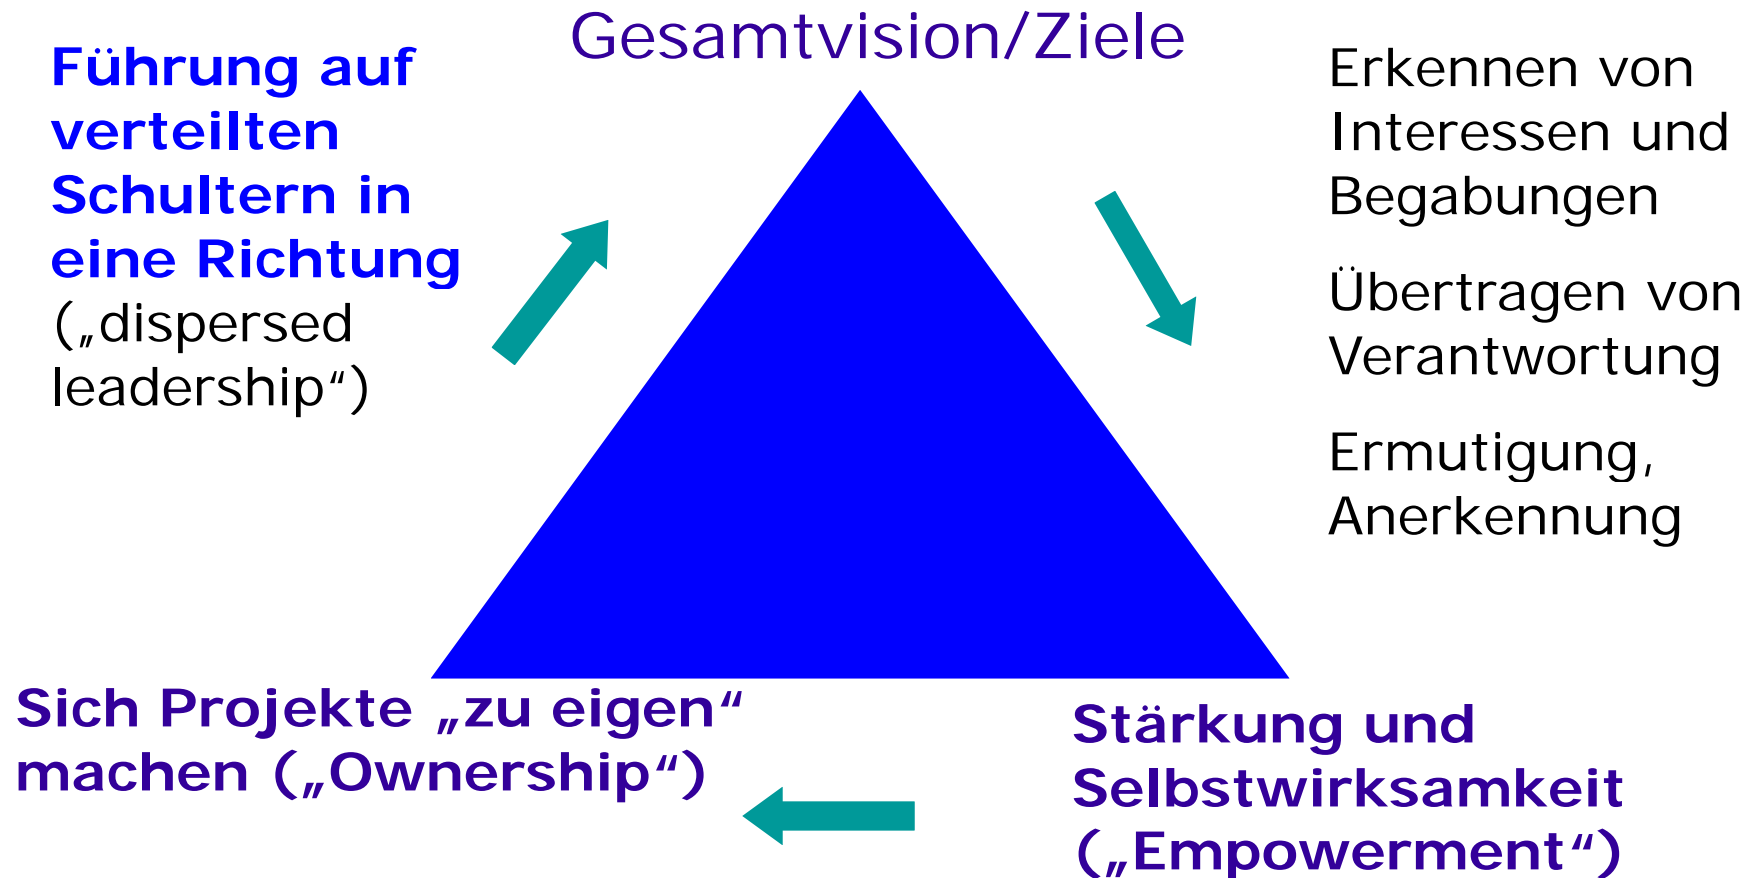 Gesamtvision/Ziele
Führung auf
verteilten
Schultern in
eine Richtung
(„dispersed
leadership“)
Erkennen von
Interessen und
Begabungen
Übertragen von
Verantwortung
Ermutigung,
Anerkennung
Sich Projekte „zu eigen“
machen („Ownership“)
Stärkung und
Selbstwirksamkeit
(„Empowerment“)